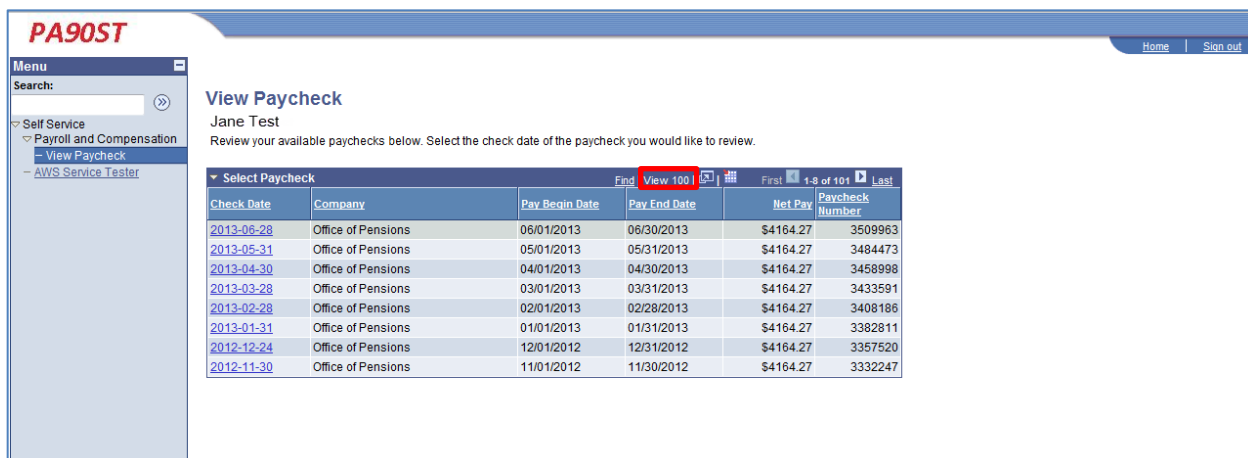 PA90ST
Home | Sign out
Menu
Search:
Self Service
Payroll and Compensation
– View Paycheck
– AWS Service Tester
View Paycheck
Jane Test
Review your available paychecks below. Select the check date of the paycheck you would like to review.
Select Paycheck Find View 100 | | First 1-8 of 101 Last
Check Date Company Pay Begin Date Pay End Date Net Pay Paycheck Number
2013-06-28 Office of Pensions 06/01/2013 06/30/2013 $4164.27 3509963
2013-05-31 Office of Pensions 05/01/2013 05/31/2013 $4164.27 3484473
2013-04-30 Office of Pensions 04/01/2013 04/30/2013 $4164.27 3458998
2013-03-28 Office of Pensions 03/01/2013 03/31/2013 $4164.27 3433591
2013-02-28 Office of Pensions 02/01/2013 02/28/2013 $4164.27 3408186
2013-01-31 Office of Pensions 01/01/2013 01/31/2013 $4164.27 3382811
2012-12-24 Office of Pensions 12/01/2012 12/31/2012 $4164.27 3357520
2012-11-30 Office of Pensions 11/01/2012 11/30/2012 $4164.27 3332247